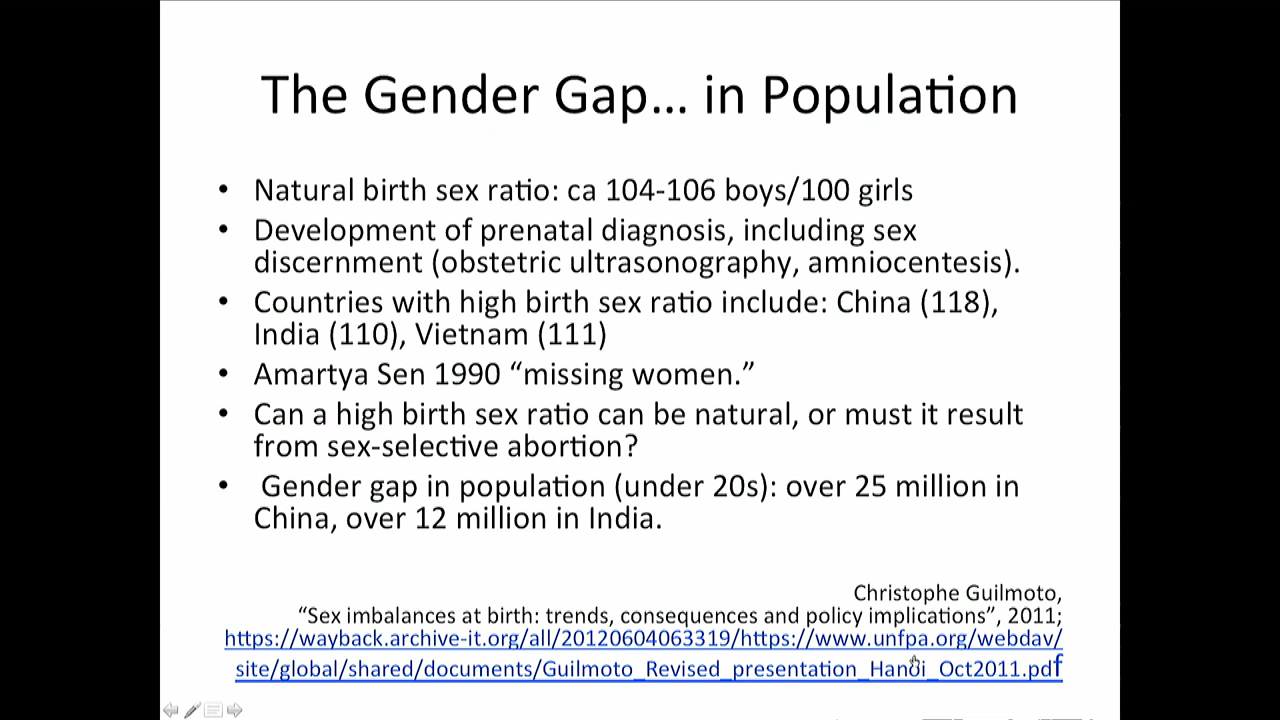 The Gender Gap... in Population
• Natural birth sex ratio: ca 104-106 boys/100 girls
• Development of prenatal diagnosis, including sex
discernment (obstetric ultrasonography, amniocentesis).
• Countries with high birth sex ratio include: China (118),
India (110), Vietnam (111)
• Amartya Sen 1990 “missing women.”
• Can a high birth sex ratio can be natural, or must it result
from sex-selective abortion?
• Gender gap in population (under 20s): over 25 million in
China, over 12 million in India.
Christophe Guilmoto,
“Sex imbalances at birth: trends, consequences and policy implications”, 2011;
https://wayback.archive-it.org/all/20120604063319/https://www.unfpa.org/webdav/
site/global/shared/documents/Guilmoto_Revised_presentation_Hanoi_Oct2011.pdf